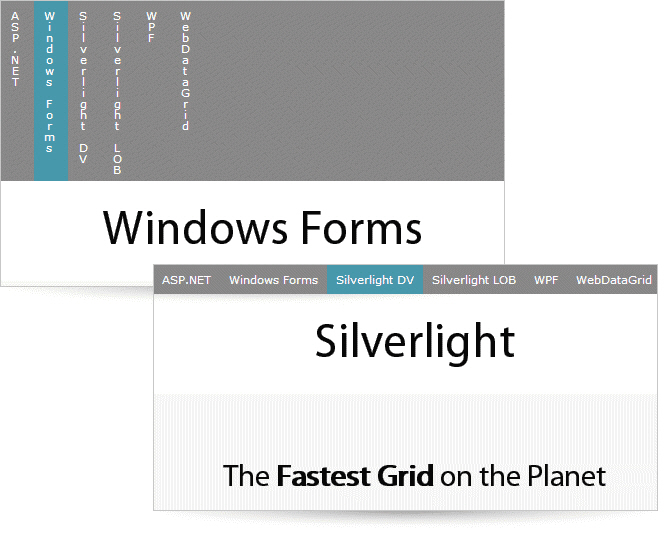 ASP.NET
Windows Forms
Silverlight DV
Silverlight LOB
WPF
WebDataGrid
Windows Forms
ASP.NET Windows Forms Silverlight DV Silverlight LOB WPF WebDataGrid
Silverlight
The Fastest Grid on the Planet